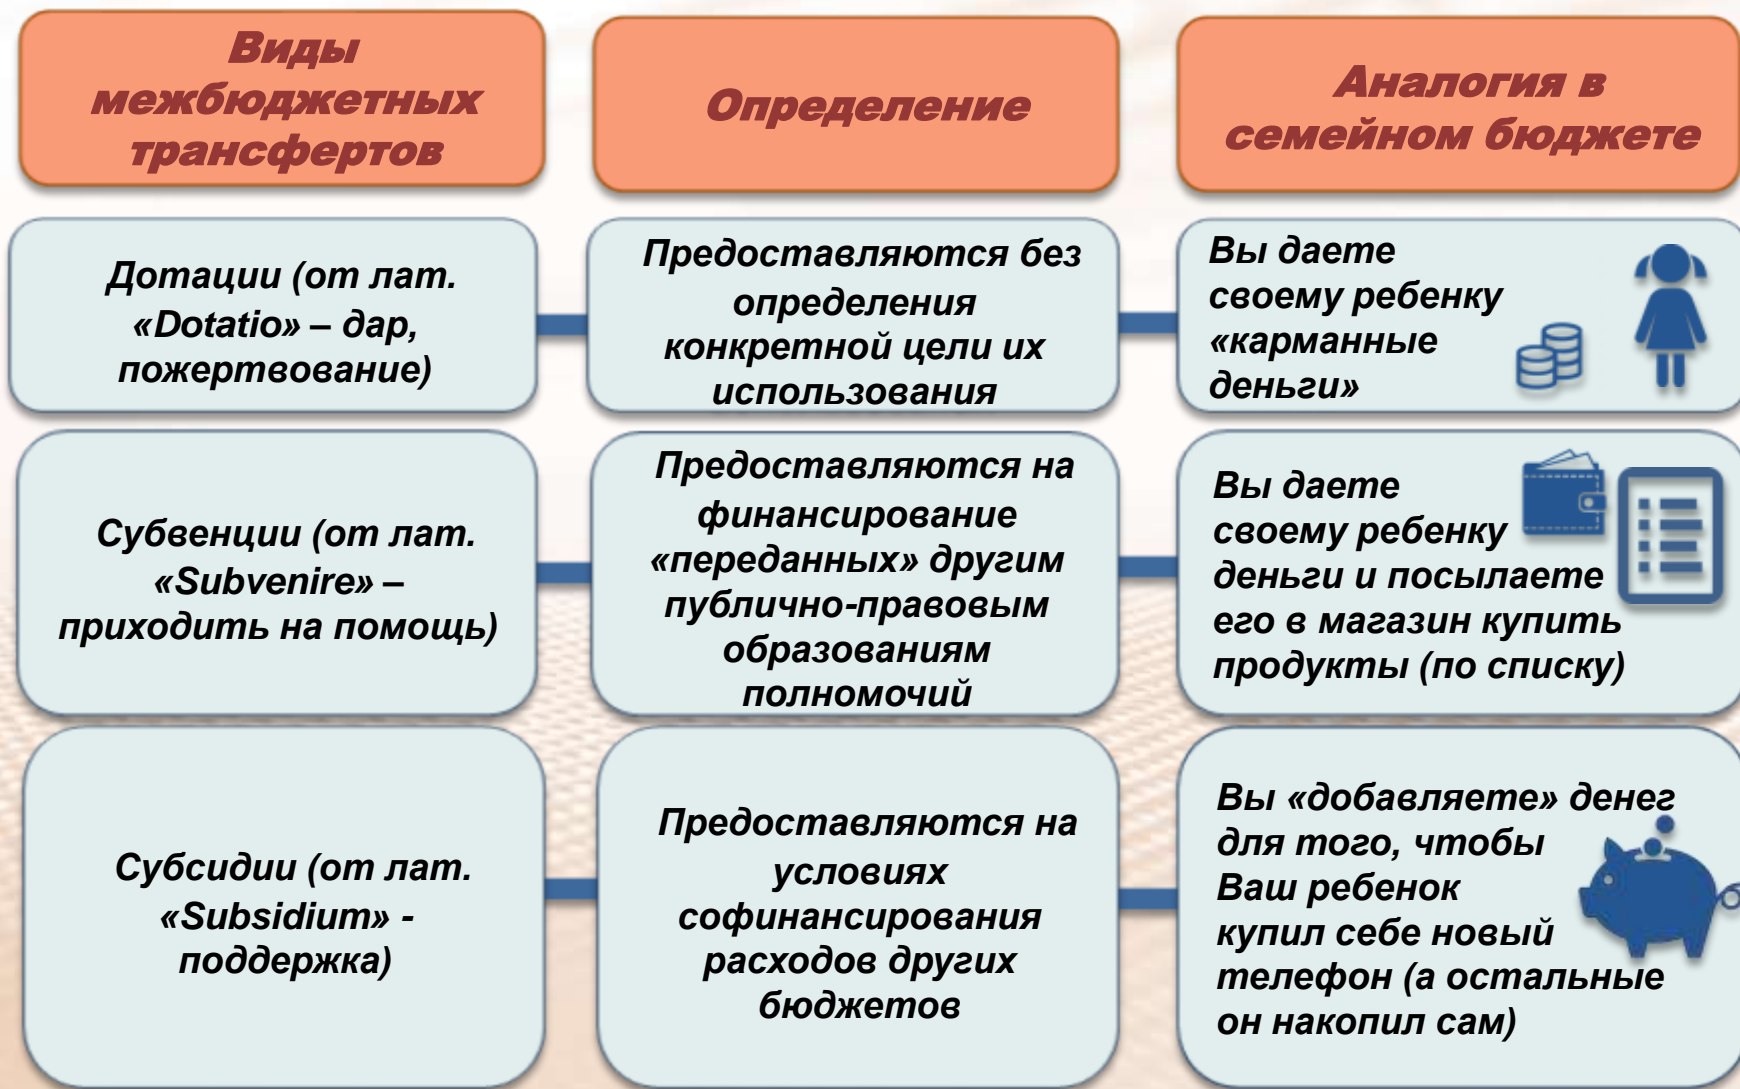 Виды
межбюджетных
трансфертов
Определение
Аналогия в
семейном бюджете
Дотации (от лат.
«Dotatio» – дар,
пожертвование)
Предоставляются без
определения
конкретной цели их
использования
Вы даете
своему ребенку
«карманные
деньги»
Субвенции (от лат.
«Subvenire» –
приходить на помощь)
Предоставляются на
финансирование
«переданных» другим
публично-правовым
образованиям
полномочий
Вы даете
своему ребенку
деньги и посылаете
его в магазин купить
продукты (по списку)
Субсидии (от лат.
«Subsidium» -
поддержка)
Предоставляются на
условиях
софинансирования
расходов других
бюджетов
Вы «добавляете» денег
для того, чтобы
Ваш ребенок
купил себе новый
телефон (а остальные
он накопил сам)